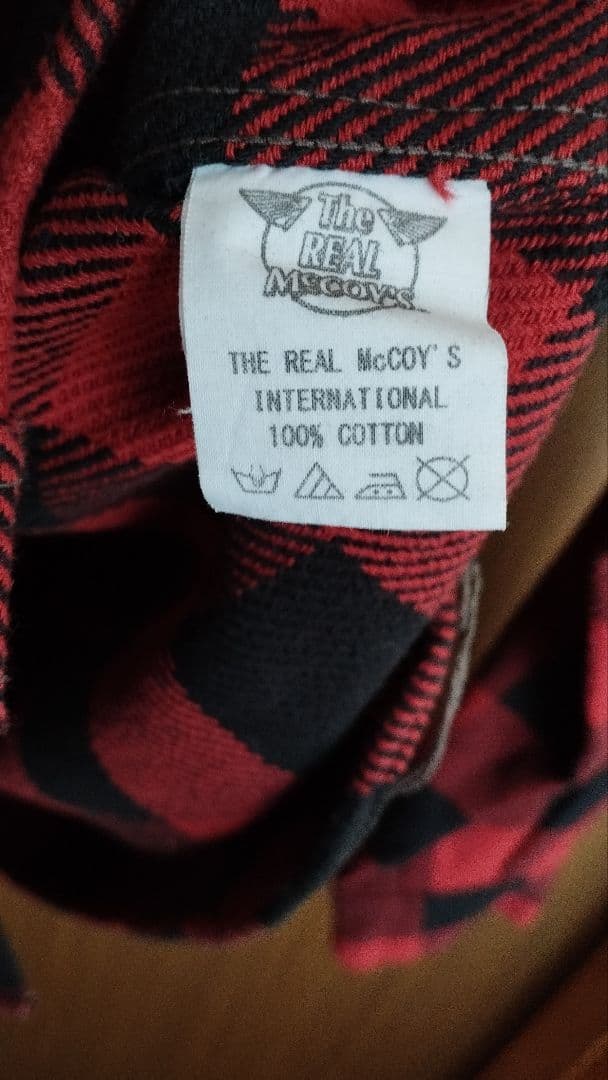 The
REAL
McCOY'S
THE REAL McCOY'S
INTERNATIONAL
100% COTTON